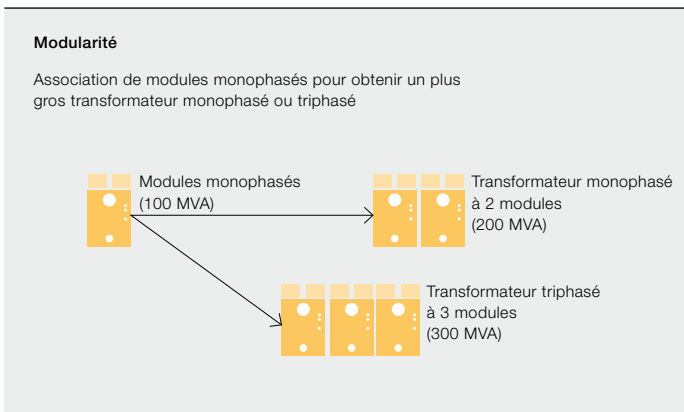 Modularité
Association de modules monophasés pour obtenir un plus
gros transformateur monophasé ou triphasé
Modules monophasés
(100 MVA)
Transformateur monophasé
à 2 modules
(200 MVA)
Transformateur triphasé
à 3 modules
(300 MVA)